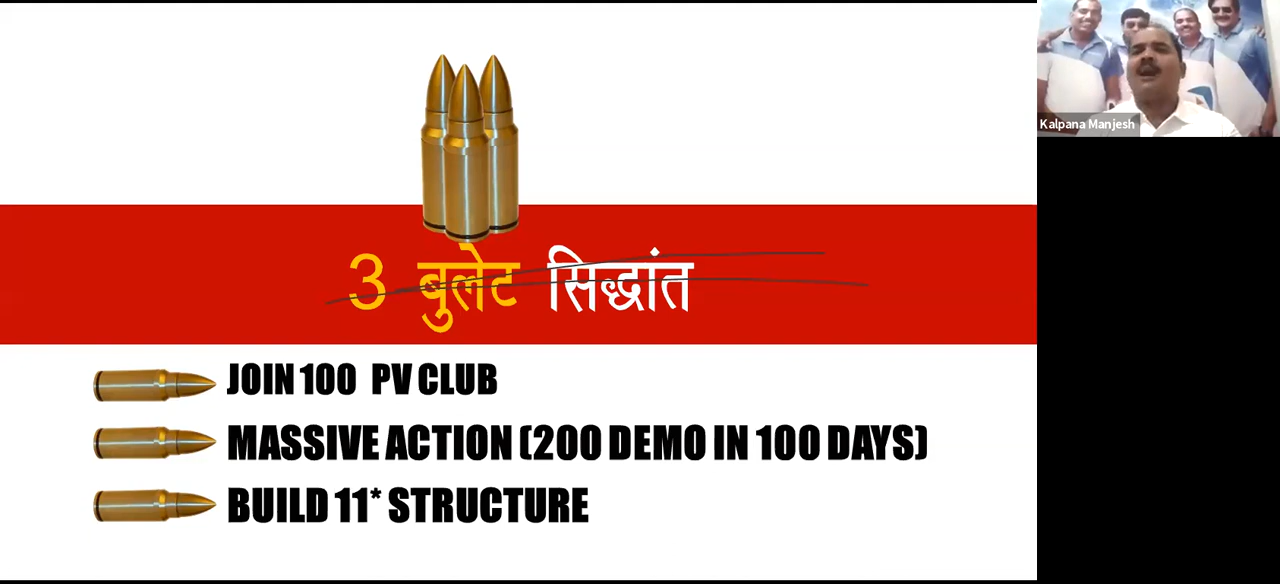 Kalpana Manjesh
3 बुलेट सिद्धांत
JOIN 100 PV CLUB
MASSIVE ACTION (200 DEMO IN 100 DAYS)
BUILD 11* STRUCTURE